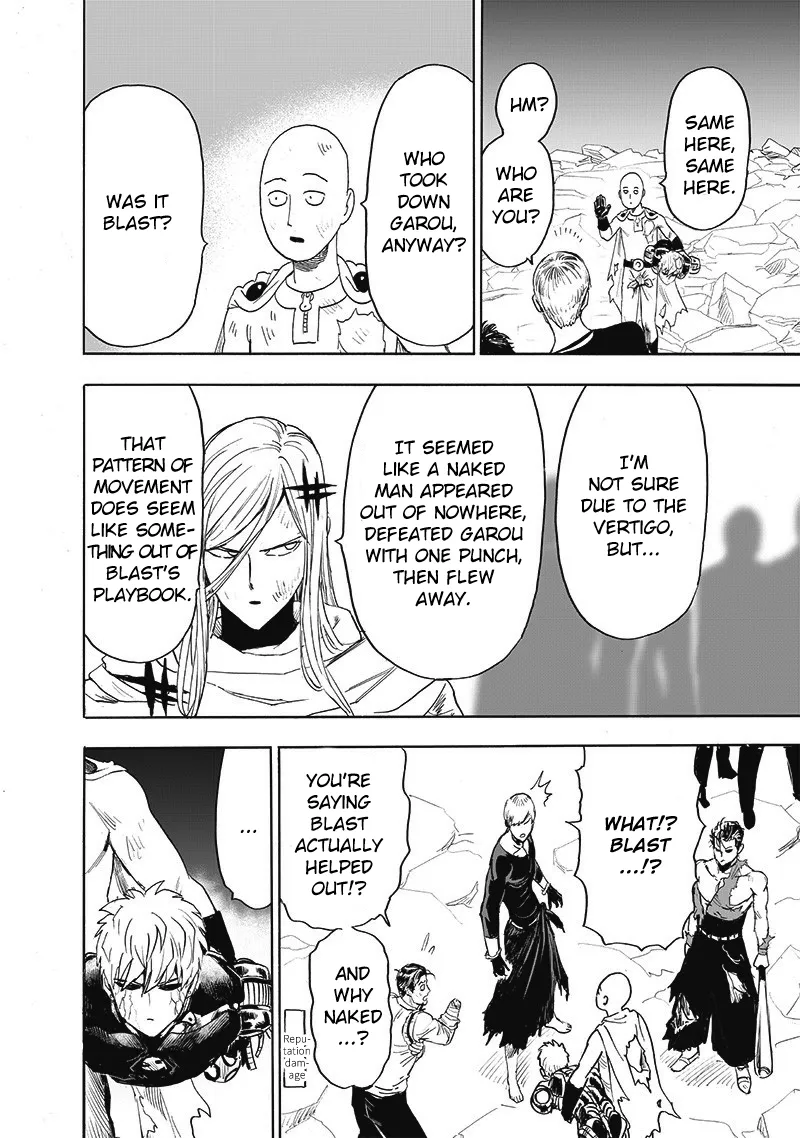 SAME
HERE,
SAME
HERE.
HM?
WHO
ARE
YOU?
WHO
TOOK
DOWN
GAROU,
ANYWAY?
WAS IT
BLAST?
I'M
NOT SURE
DUE TO THE
VERTIGO,
BUT...
IT SEEMED
LIKE A NAKED
MAN APPEARED
OUT OF NOWHERE,
DEFEATED GAROU
WITH ONE PUNCH,
THEN FLEW
AWAY.
THAT
PATTERN OF
MOVEMENT
DOES SEEM
LIKE SOME-
THING OUT OF
BLAST'S
PLAYBOOK.
WHAT!?
BLAST
...!?
YOU'RE
SAYING
BLAST
ACTUALLY
HELPED
OUT!?
AND
WHY
NAKED
...?
Repu-
tation
dam-
age
...